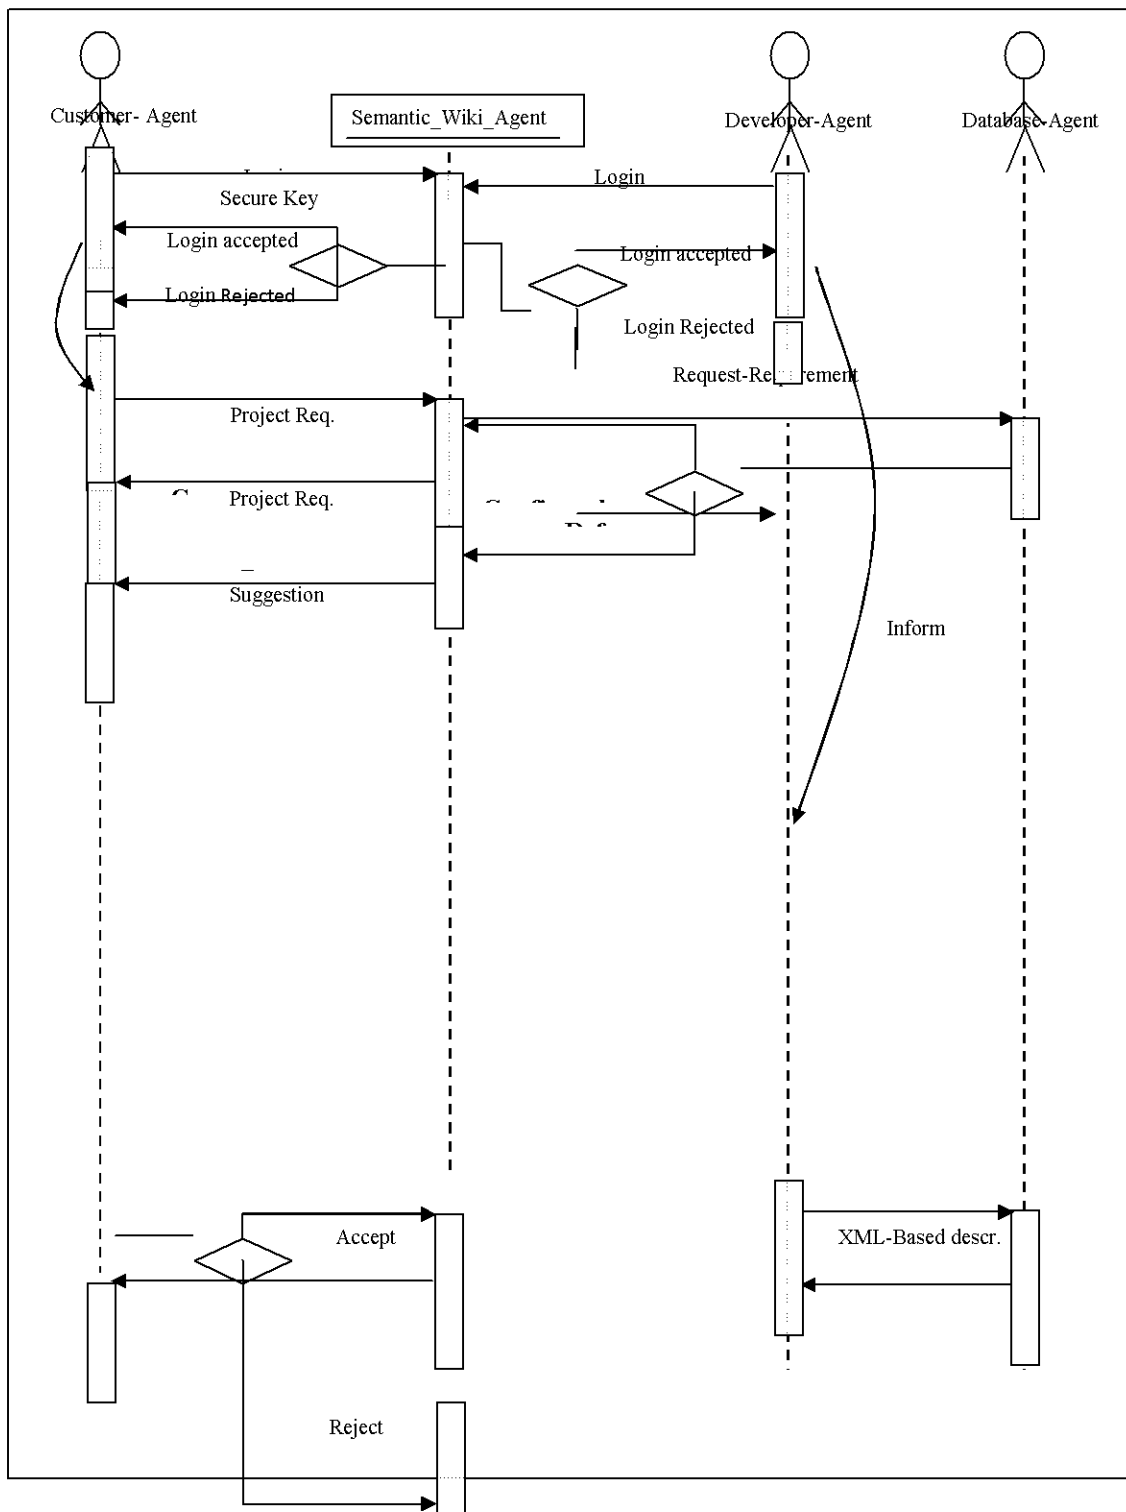 Customer- Agent
Semantic_Wiki_Agent
Developer-Agent
Database-Agent
Login
Secure Key
Login accepted
Login accepted
Login Rejected
Login Rejected
Project Req.
Project Req.
Suggestion
Inform
Accept
XML-Based descr.
Reject